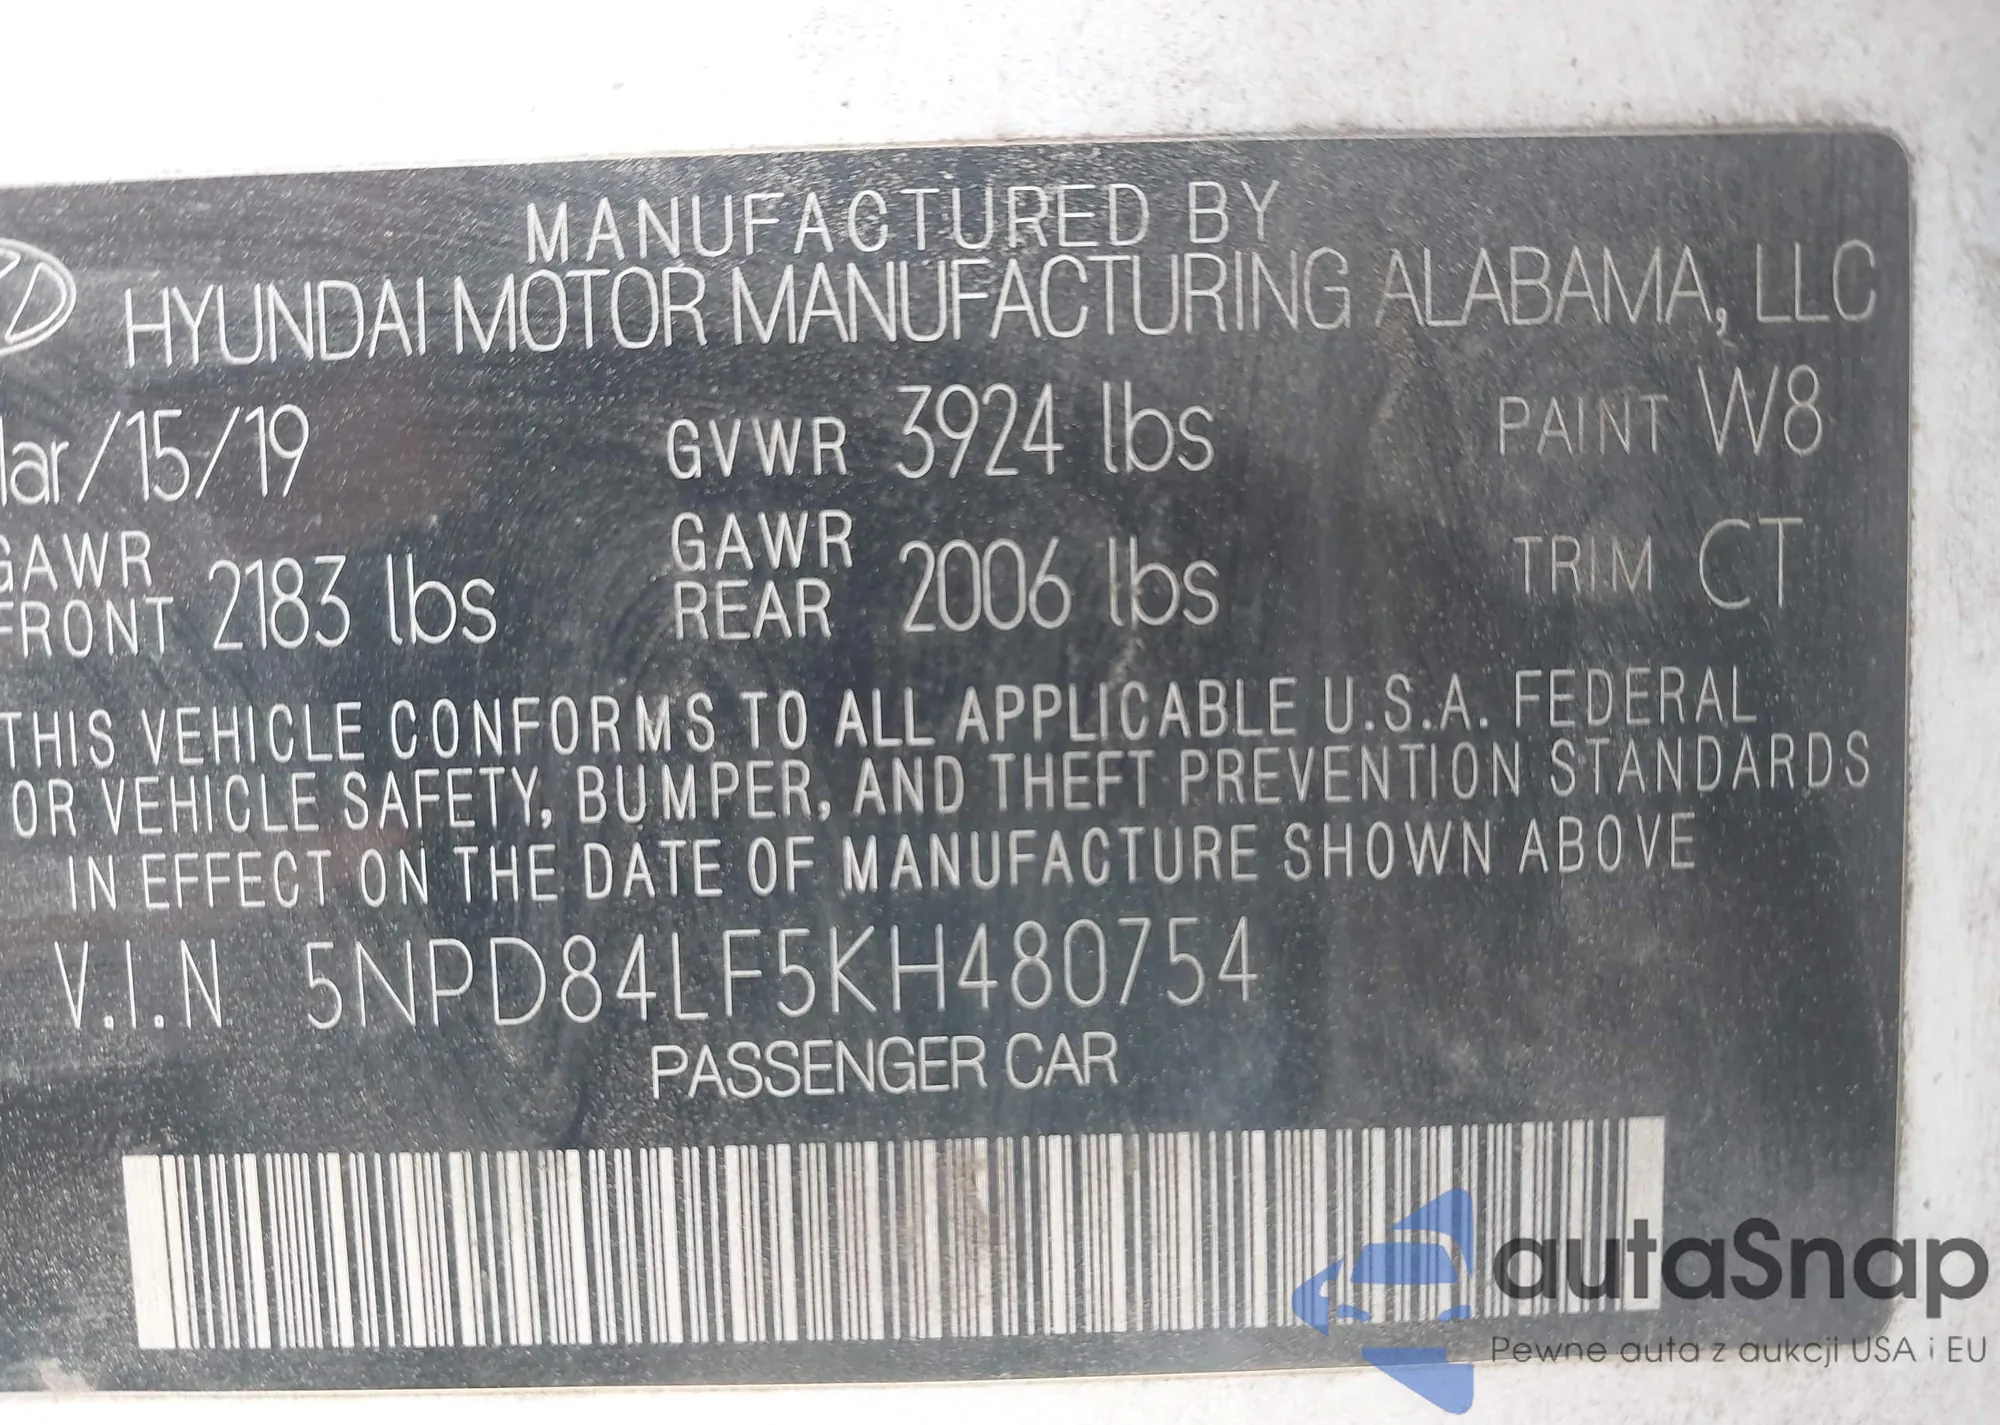 MANUFACTURED BY
HYUNDAI MOTOR MANUFACTURING ALABAMA, LLC
Mar/15/19 GVWR 3924 lbs PAINT W8
GAWR FRONT 2183 lbs GAWR REAR 2006 lbs TRIM CT
THIS VEHICLE CONFORMS TO ALL APPLICABLE U.S.A. FEDERAL
OR VEHICLE SAFETY, BUMPER, AND THEFT PREVENTION STANDARDS
IN EFFECT ON THE DATE OF MANUFACTURE SHOWN ABOVE
V.I.N. 5NPD84LF5KH480754
PASSENGER CAR
autaSnap
Pewne auta z aukcji USA i EU